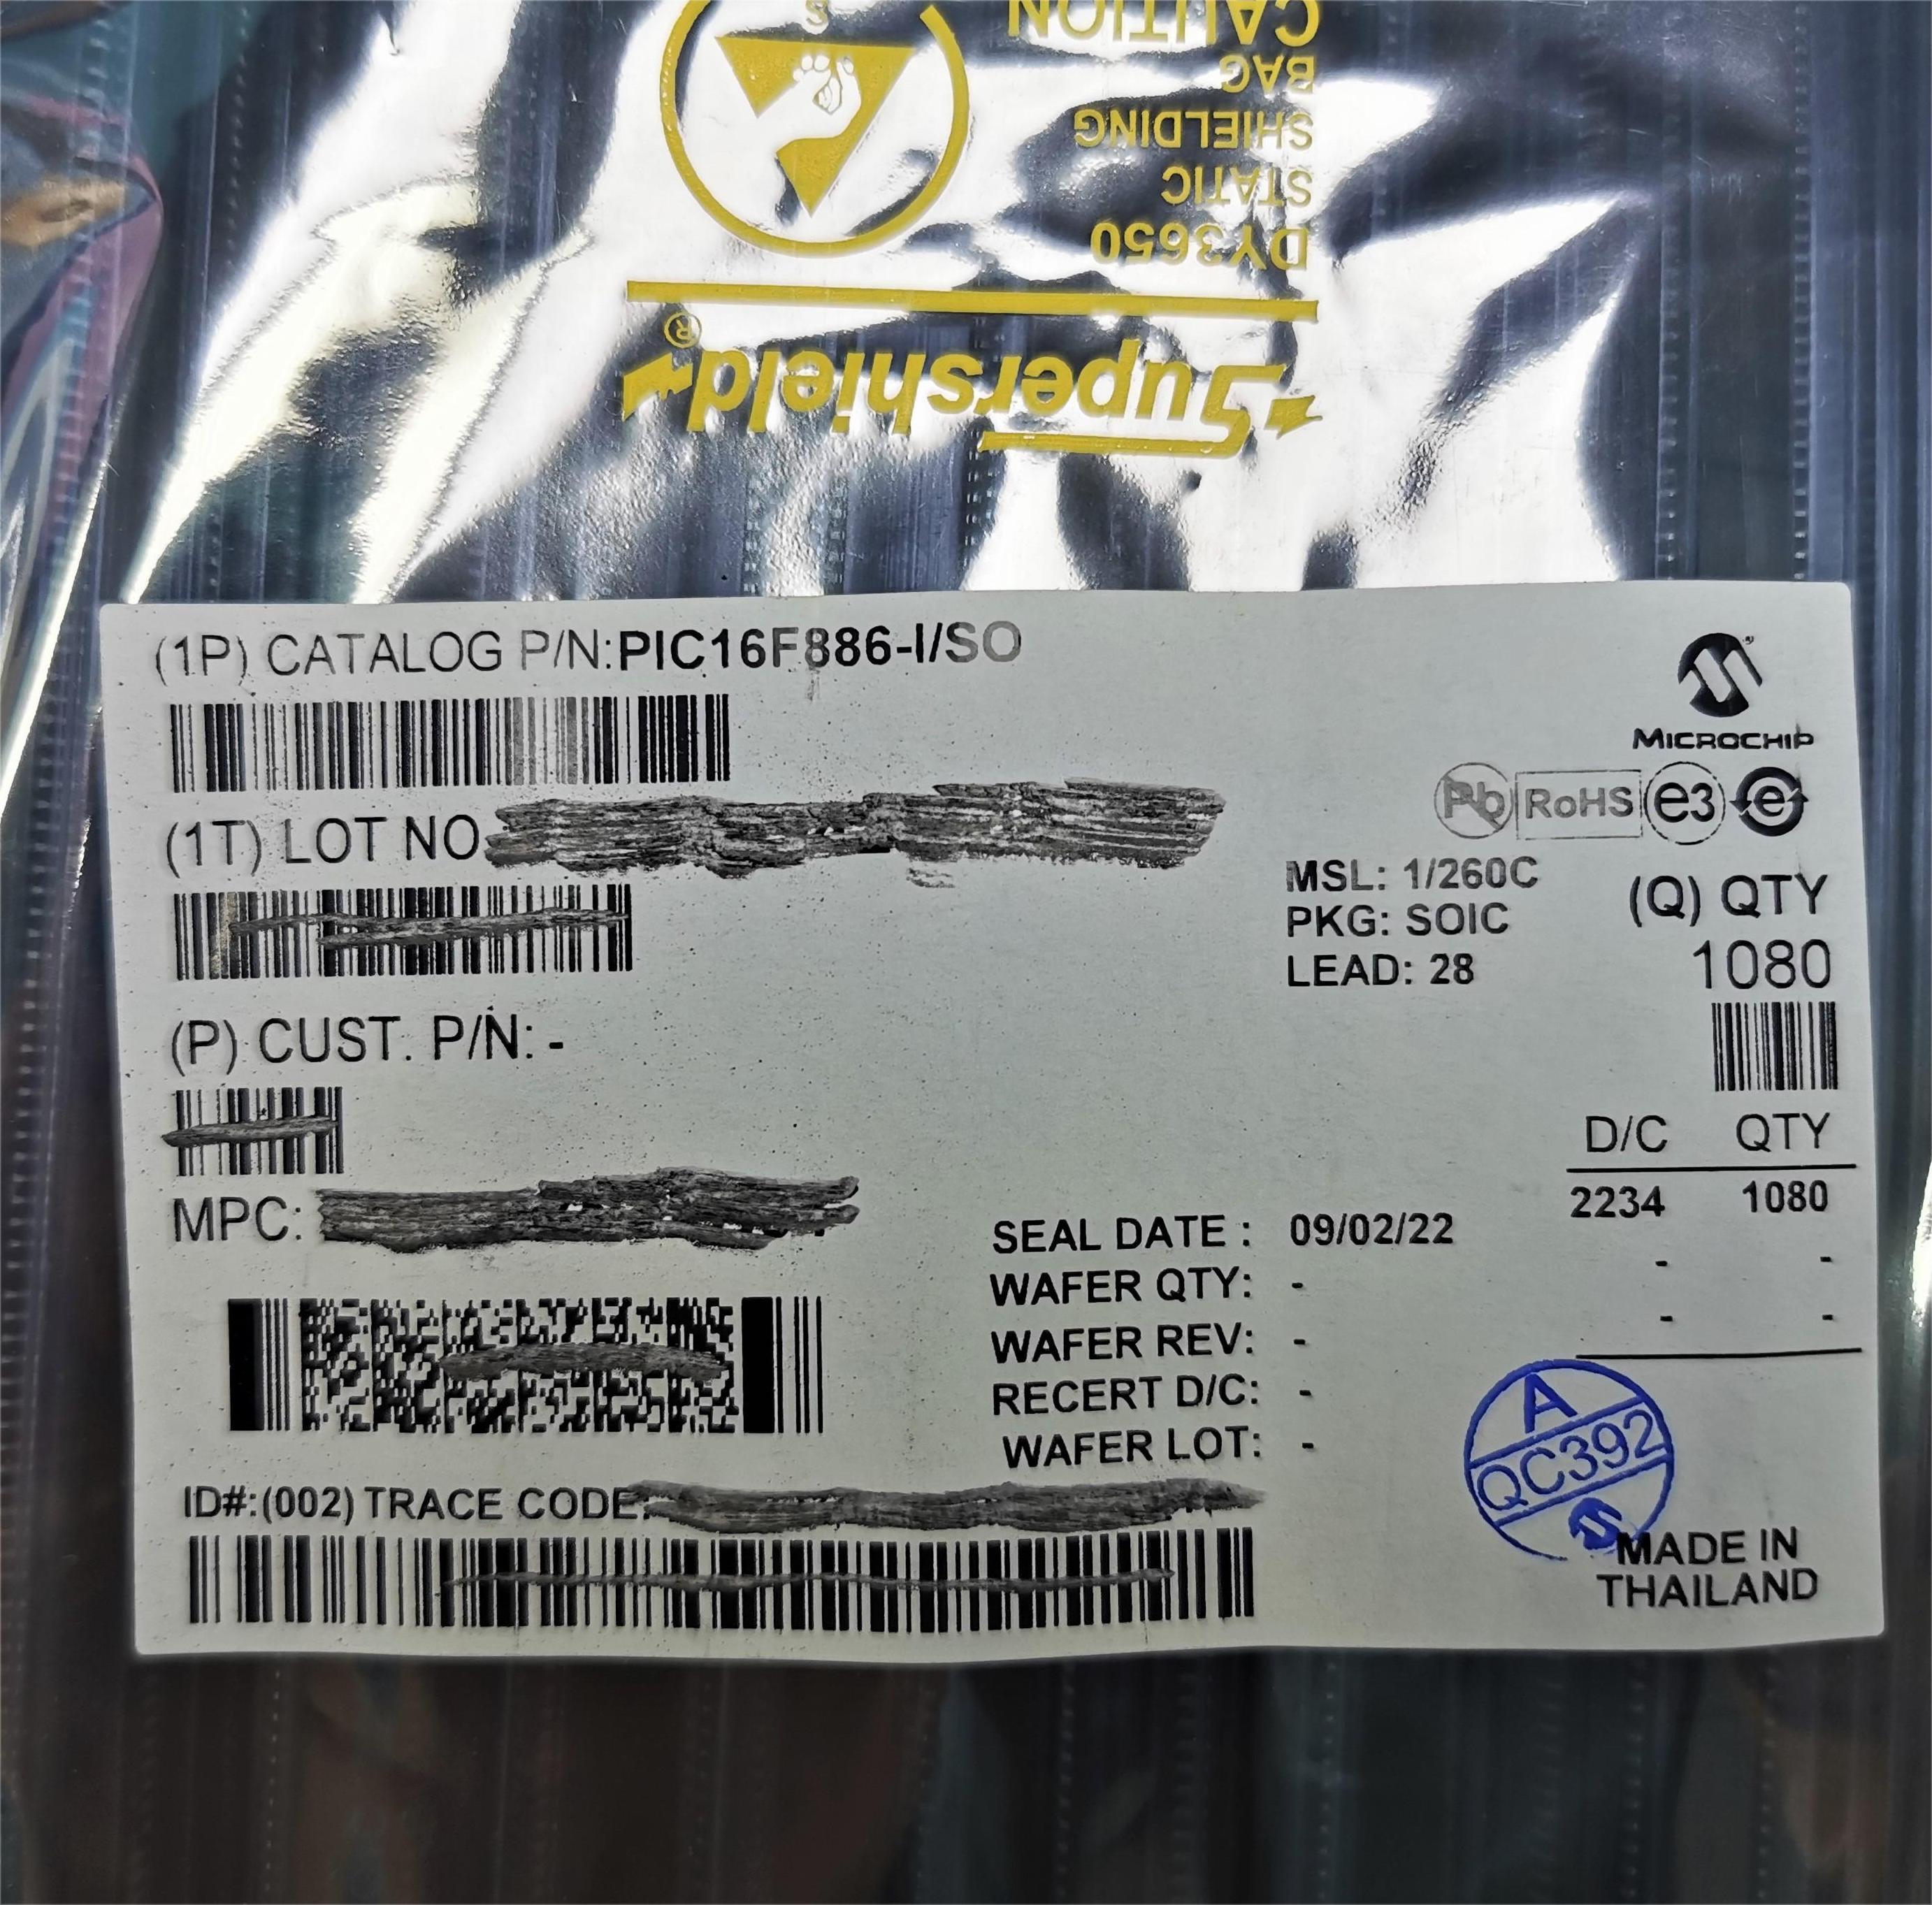 CAUTION
BAG
SHIELDING
STATIC
DY3650
Supershield®
(1P) CATALOG P/N:PIC16F886-I/SO
MICROCHIP
Pb RoHS e3 e
(1T) LOT NO
MSL: 1/260C
PKG: SOIC
LEAD: 28
(Q) QTY
1080
(P) CUST. P/N: -
D/C QTY
2234 1080
- -
- -
MPC:
SEAL DATE : 09/02/22
WAFER QTY: -
WAFER REV: -
RECERT D/C: -
WAFER LOT: -
A
QC392
ID#:(002) TRACE CODE:
MADE IN
THAILAND